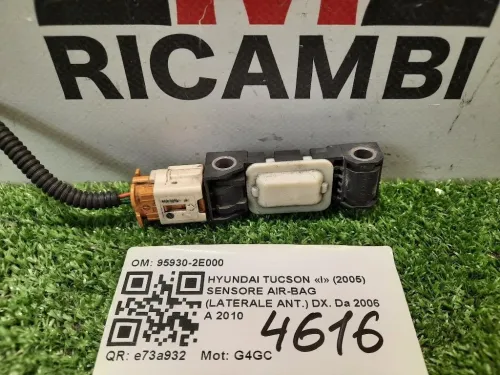 M
RICAMBI
OM: 95930-2E000
HYUNDAI TUCSON «I» (2005)
SENSORE AIR-BAG
(LATERALE ANT.) DX. Da 2006
A 2010
4616
QR: e73a932 Mot: G4GC